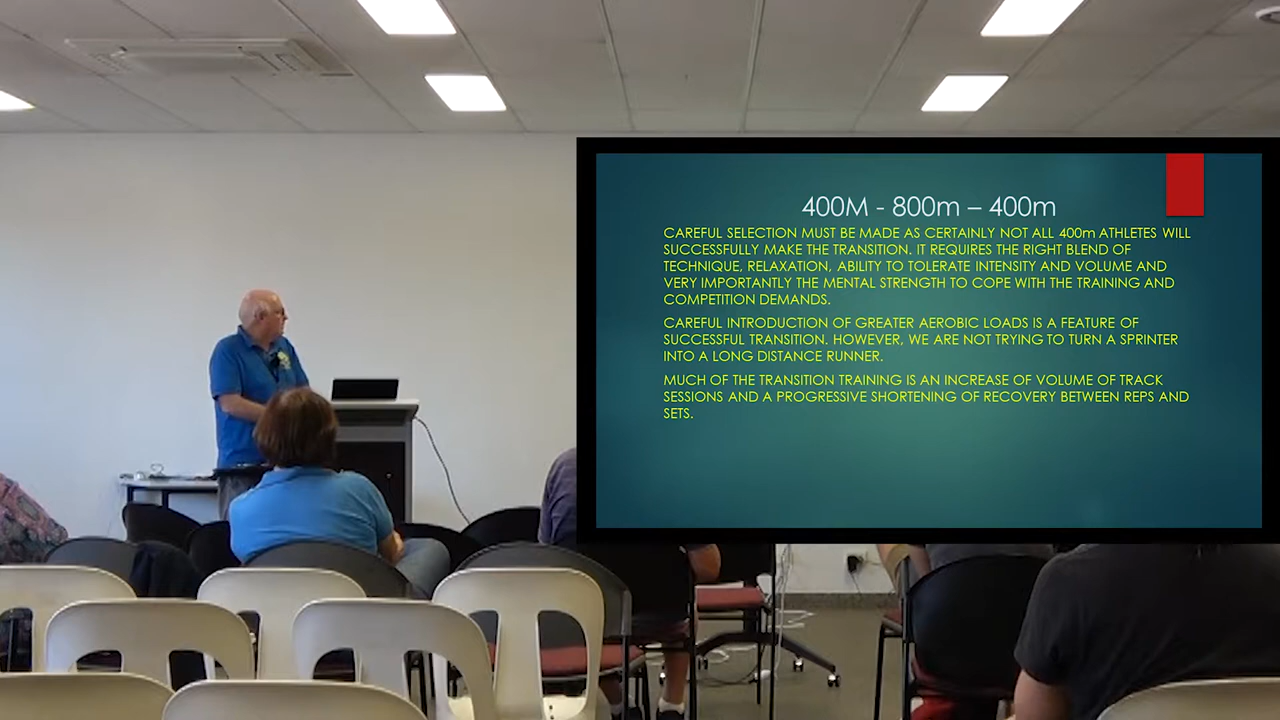 400M - 800m – 400m
CAREFUL SELECTION MUST BE MADE AS CERTAINLY NOT ALL 400m ATHLETES WILL
SUCCESSFULLY MAKE THE TRANSITION. IT REQUIRES THE RIGHT BLEND OF
TECHNIQUE, RELAXATION, ABILITY TO TOLERATE INTENSITY AND VOLUME AND
VERY IMPORTANTLY THE MENTAL STRENGTH TO COPE WITH THE TRAINING AND
COMPETITION DEMANDS.
CAREFUL INTRODUCTION OF GREATER AEROBIC LOADS IS A FEATURE OF
SUCCESSFUL TRANSITION. HOWEVER, WE ARE NOT TRYING TO TURN A SPRINTER
INTO A LONG DISTANCE RUNNER.
MUCH OF THE TRANSITION TRAINING IS AN INCREASE OF VOLUME OF TRACK
SESSIONS AND A PROGRESSIVE SHORTENING OF RECOVERY BETWEEN REPS AND
SETS.